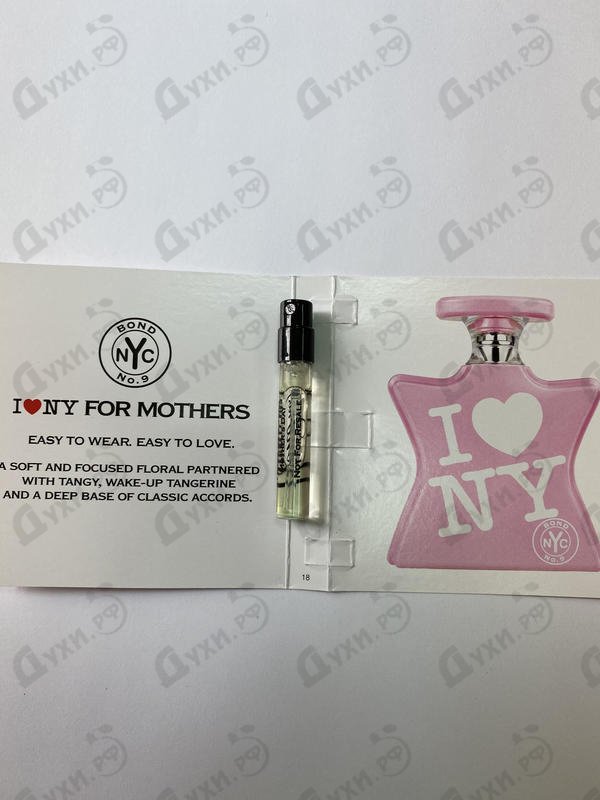 BOND
NYC
NO. 9
I❤NY FOR MOTHERS
EASY TO WEAR. EASY TO LOVE.
A SOFT AND FOCUSED FLORAL PARTNERED
WITH TANGY, WAKE-UP TANGERINE
AND A DEEP BASE OF CLASSIC ACCORDS.
NOT FOR RESALE
18
I
NY
BOND
NYC
NO. 9
Духи.рф